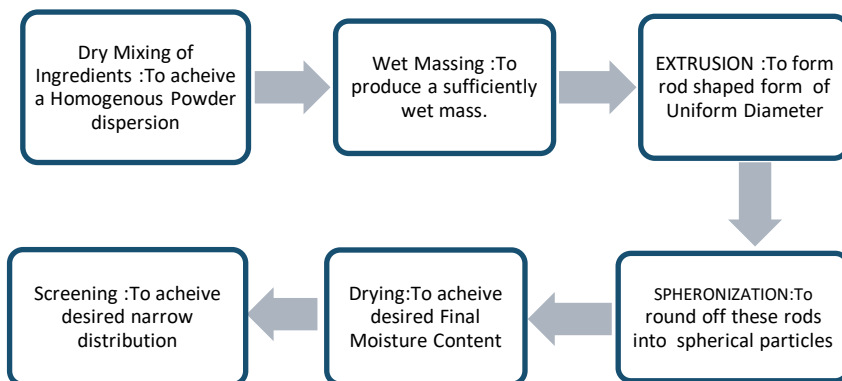 Dry Mixing of
Ingredients :To acheive
a Homogenous Powder
dispersion
Wet Massing :To
produce a sufficiently
wet mass.
EXTRUSION :To form
rod shaped form of
Uniform Diameter
SPHERONIZATION:To
round off these rods
into spherical particles
Drying:To acheive
desired Final
Moisture Content
Screening :To acheive
desired narrow
distribution